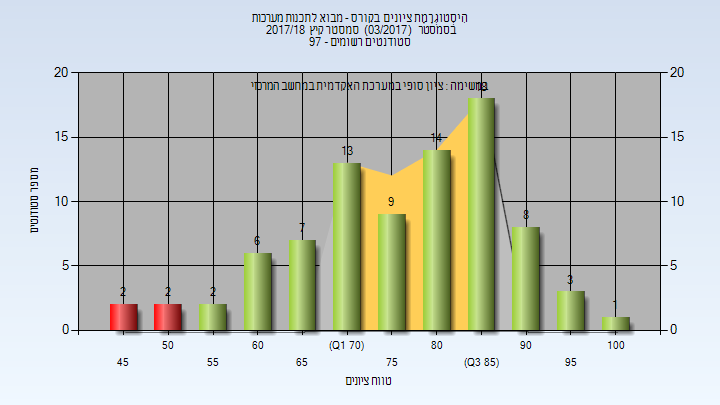 היסטוגרמת ציונים בקורס - מבוא לתכנות מערכות
בסמסטר (03/2017) סמסטר קיץ 2017/18
סטודנטים רשומים - 97
משימה : ציון סופי במערכת האקדמית במחשב המרכזי
20 20
15 15
10 10
5 5
0 0
מספר סטודנטים
2 2 2 6 7 13 9 14 18 8 3 1
50 60 (Q1 70) 80 90 100
45 55 65 75 (Q3 85) 95
טווח ציונים